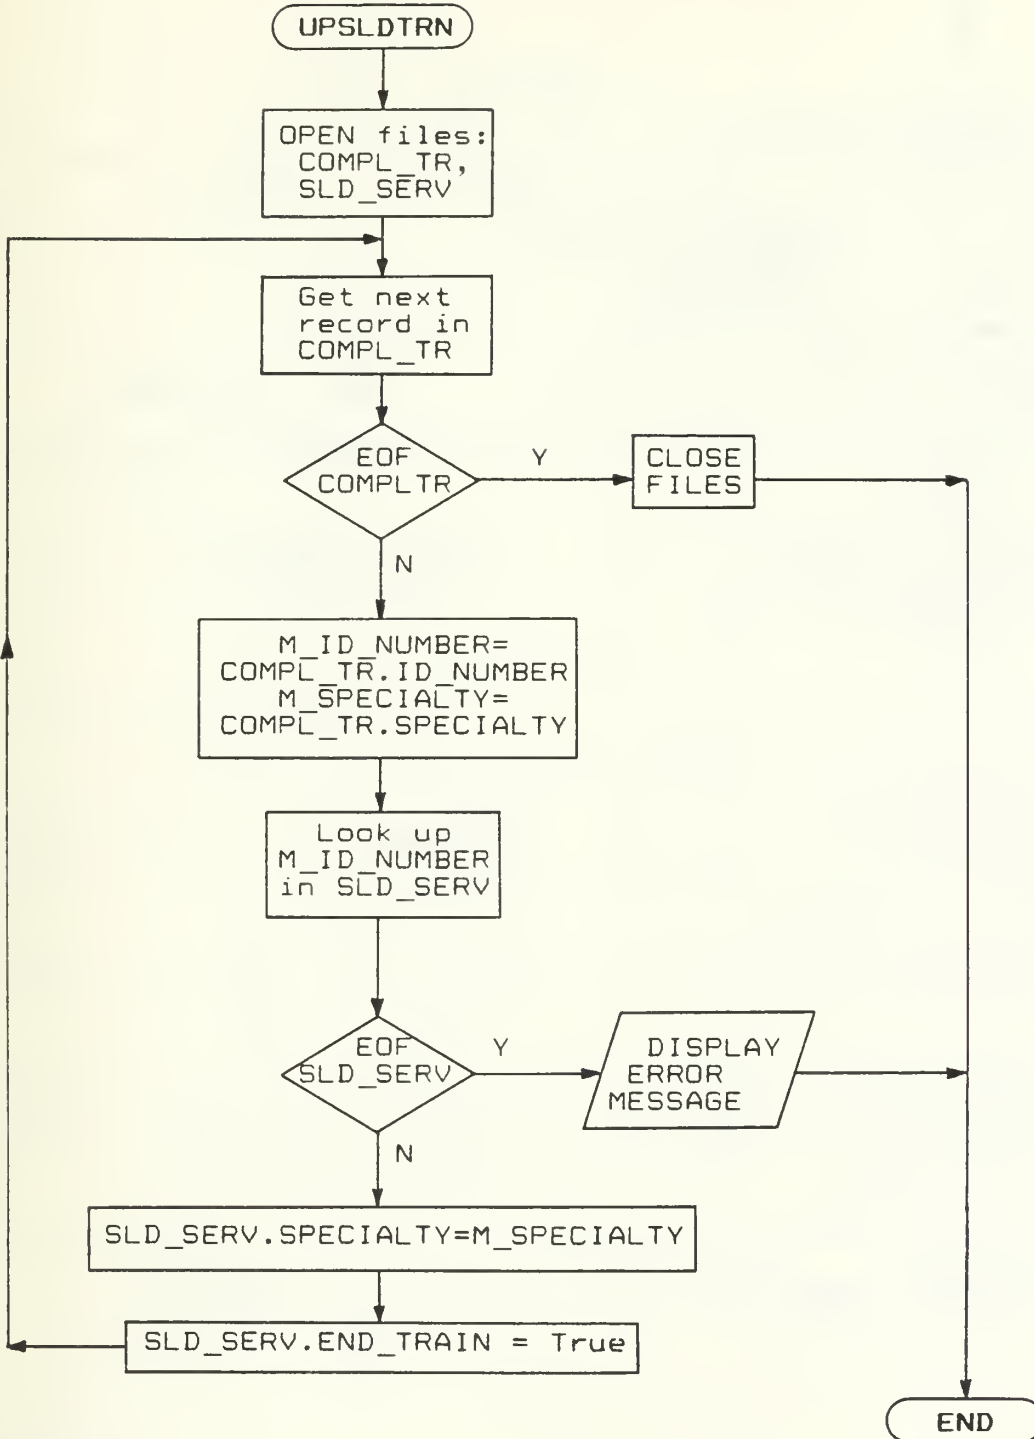 UPSLDTRN
OPEN files:
COMPL_TR,
SLD_SERV
Get next
record in
COMPL_TR
EOF
COMPLTR
Y
CLOSE
FILES
N
M_ID_NUMBER=
COMPL_TR.ID_NUMBER
M_SPECIALTY=
COMPL_TR.SPECIALTY
Look up
M_ID_NUMBER
in SLD_SERV
EOF
SLD_SERV
Y
DISPLAY
ERROR
MESSAGE
N
SLD_SERV.SPECIALTY=M_SPECIALTY
SLD_SERV.END_TRAIN = True
END